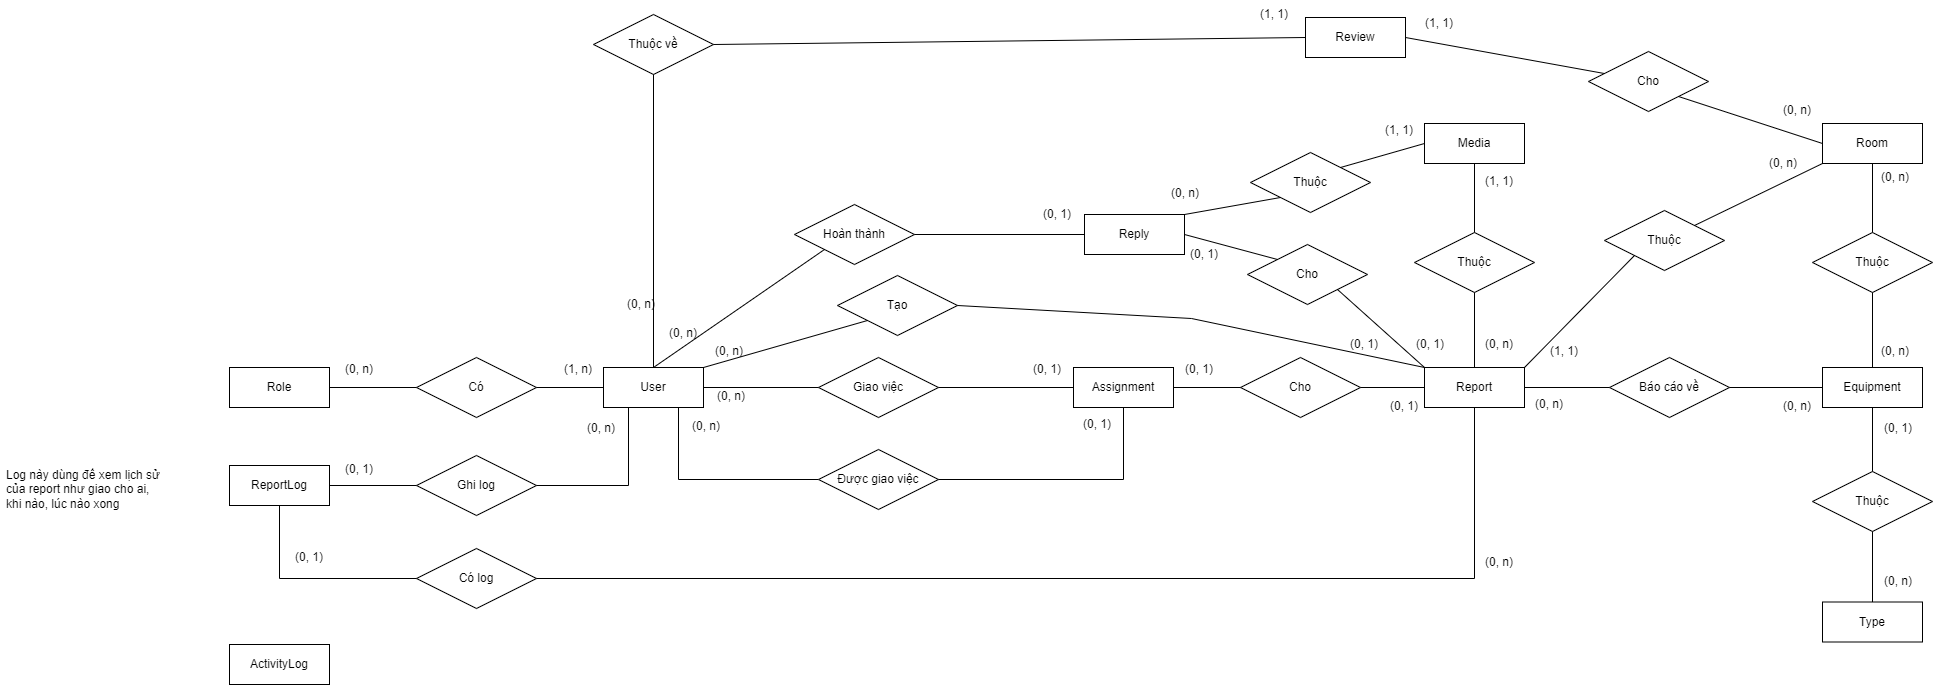 (1, 1)
Review
(1, 1)
Thuộc về
Cho
(0, n)
(1, 1)
Media
Room
(0, n)
Thuộc
(1, 1)
(0, n)
(0, n)
(0, 1)
Hoàn thành
Reply
(0, 1)
Thuộc
Cho
Thuộc
Thuộc
(0, n)
Tạo
(0, n)
(0, n)
(0, 1)
(0, 1)
(0, n)
(1, 1)
(0, n)
(0, n)
(1, n)
(0, 1)
(0, 1)
Role
Có
User
Giao việc
Assignment
Cho
Report
Báo cáo về
Equipment
(0, n)
(0, 1)
(0, n)
(0, n)
(0, n)
(0, n)
(0, 1)
(0, 1)
Log này dùng để xem lịch sử
của report như giao cho ai,
khi nào, lúc nào xong
(0, 1)
ReportLog
Ghi log
Được giao việc
Thuộc
(0, 1)
Có log
(0, n)
(0, n)
Type
ActivityLog